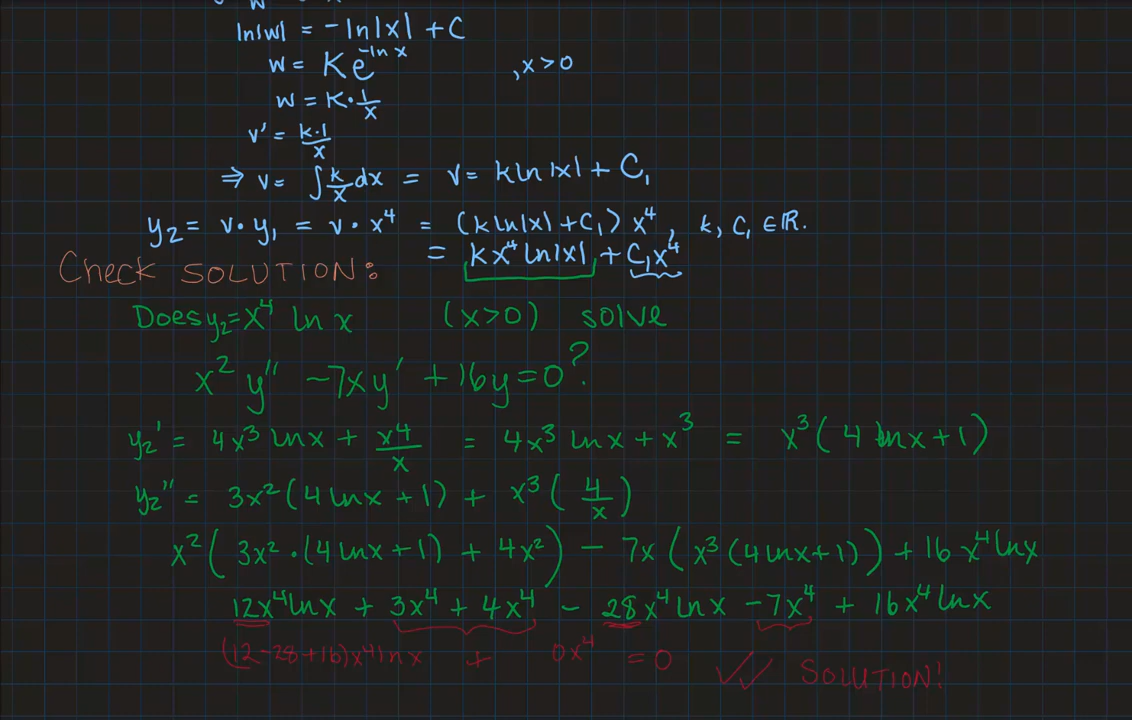 ln|w| = -ln|x| + C
w = K e^{-ln x} , x > 0
w = K · 1/x
v' = k·1/x
⇒ v = ∫ k/x dx = v = k ln|x| + C₁
y₂ = v · y₁ = v · x⁴ = (k ln|x| + C₁) x⁴, k, C₁ ∈ ℝ.
= kx⁴ ln|x| + C₁x⁴
Check SOLUTION:
Does y₂ = x⁴ ln x (x>0) solve
x² y'' - 7xy' + 16y = 0?
y₂' = 4x³ ln x + x⁴/x = 4x³ ln x + x³ = x³(4 ln x + 1)
y₂'' = 3x²(4 ln x + 1) + x³(4/x)
x²(3x²·(4 ln x + 1) + 4x²) - 7x(x³(4 ln x + 1)) + 16x⁴ ln x
12x⁴ ln x + 3x⁴ + 4x⁴ - 28x⁴ ln x - 7x⁴ + 16x⁴ ln x
(12-28+16)x⁴ ln x + 0x⁴ = 0 ✓✓ SOLUTION!